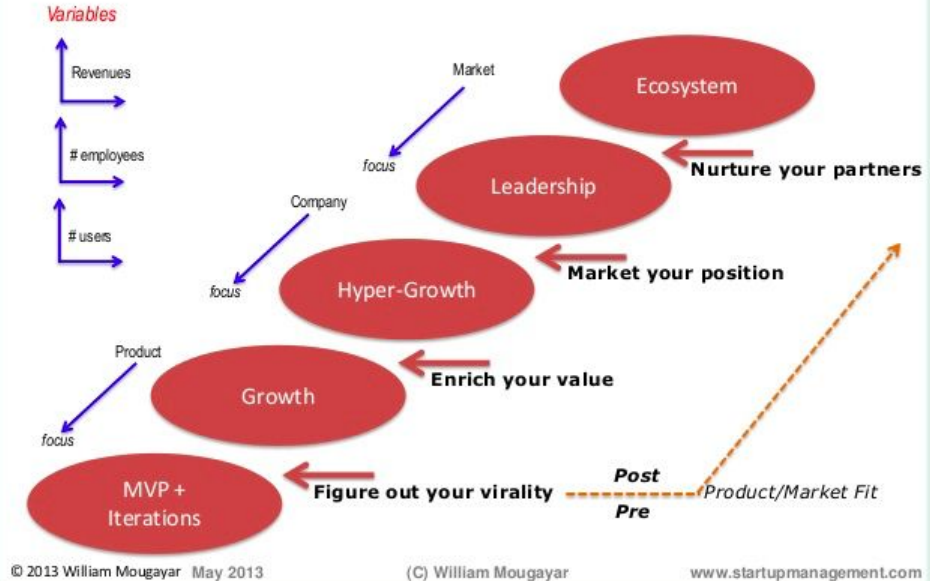 Variables
Revenues
# employees
# users
Market
focus
Company
focus
Product
focus
Ecosystem
Leadership
Hyper-Growth
Growth
MVP +
Iterations
Nurture your partners
Market your position
Enrich your value
Figure out your virality
Post
Pre
Product/Market Fit
© 2013 William Mougayar May 2013
(C) William Mougayar
www.startupmanagement.com